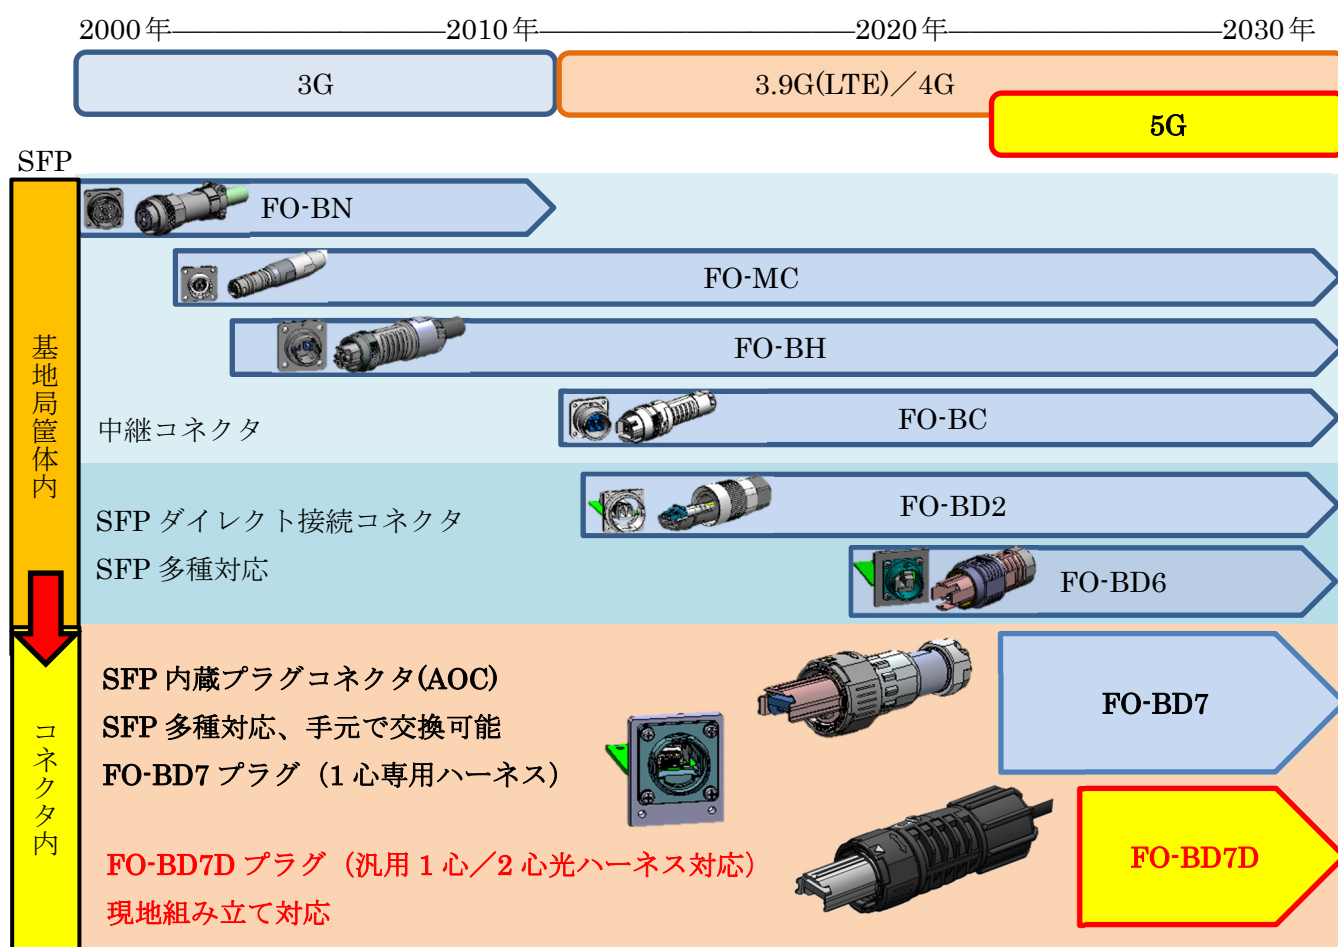 2000年 2010年 2020年 2030年
3G
3.9G(LTE)／4G
5G
SFP
FO-BN
FO-MC
FO-BH
FO-BC
中継コネクタ
基地局筐体内
FO-BD2
SFP ダイレクト接続コネクタ
SFP 多種対応
FO-BD6
SFP 内蔵プラグコネクタ(AOC)
SFP 多種対応、手元で交換可能
FO-BD7 プラグ（1 心専用ハーネス）
FO-BD7
コネクタ内
FO-BD7D プラグ（汎用 1 心／2 心光ハーネス対応）
現地組み立て対応
FO-BD7D